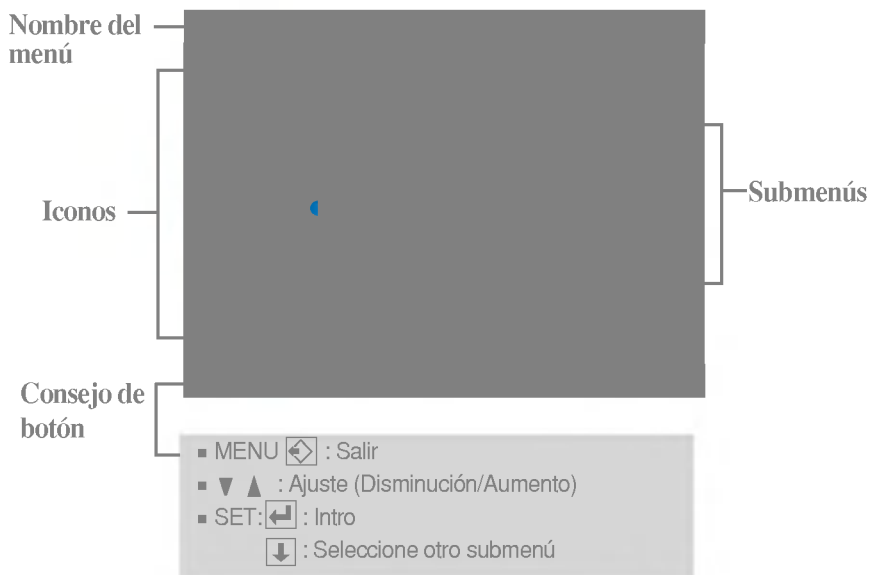 Nombre del
menú
Iconos
Submenús
Consejo de
botón
MENU : Salir
▼ ▲ : Ajuste (Disminución/Aumento)
SET: : Intro
: Seleccione otro submenú